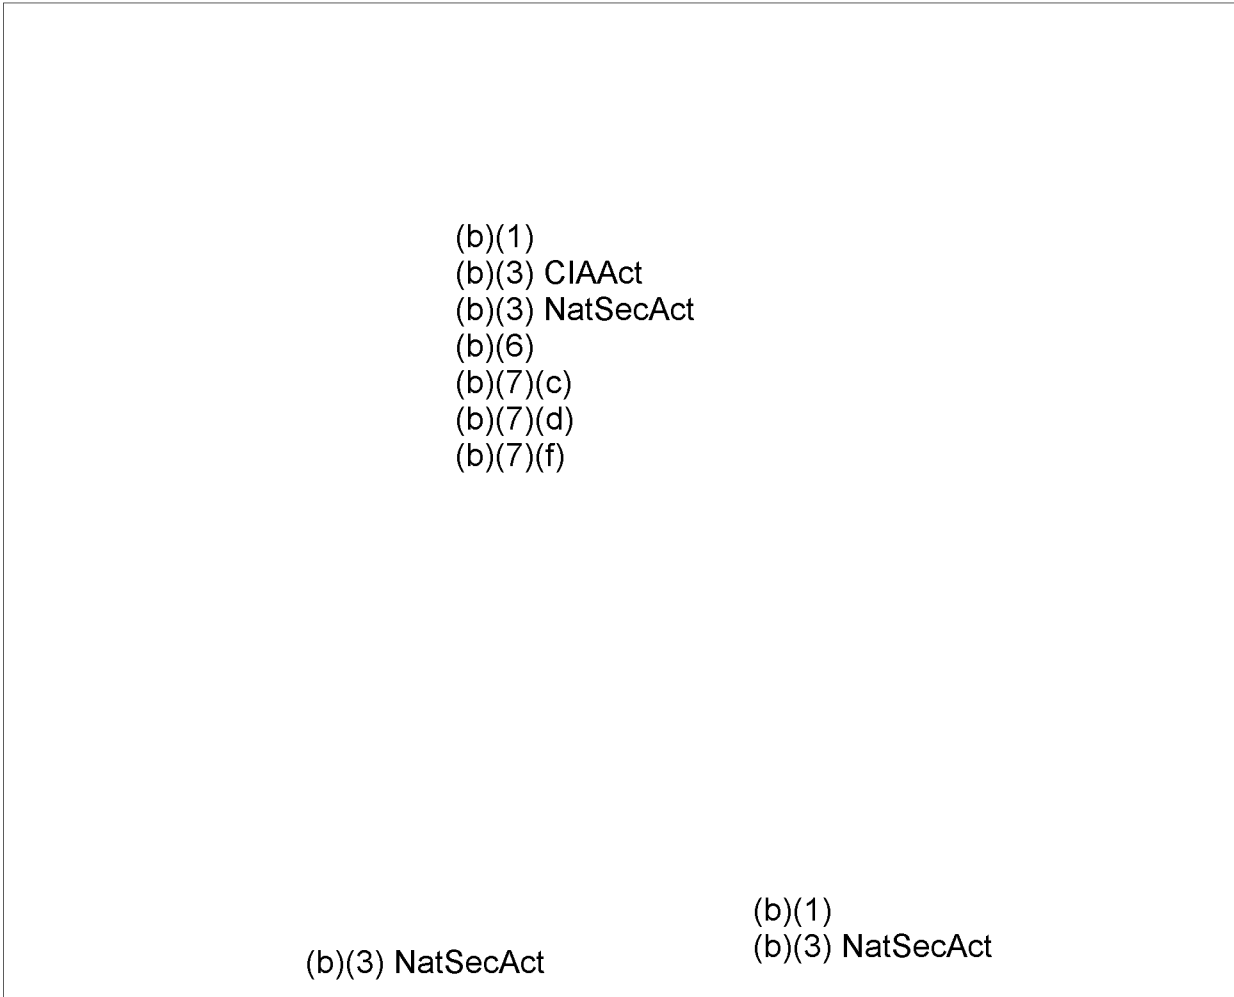 (b)(1)
(b)(3) CIAAct
(b)(3) NatSecAct
(b)(6)
(b)(7)(c)
(b)(7)(d)
(b)(7)(f)
(b)(1)
(b)(3) NatSecAct
(b)(3) NatSecAct